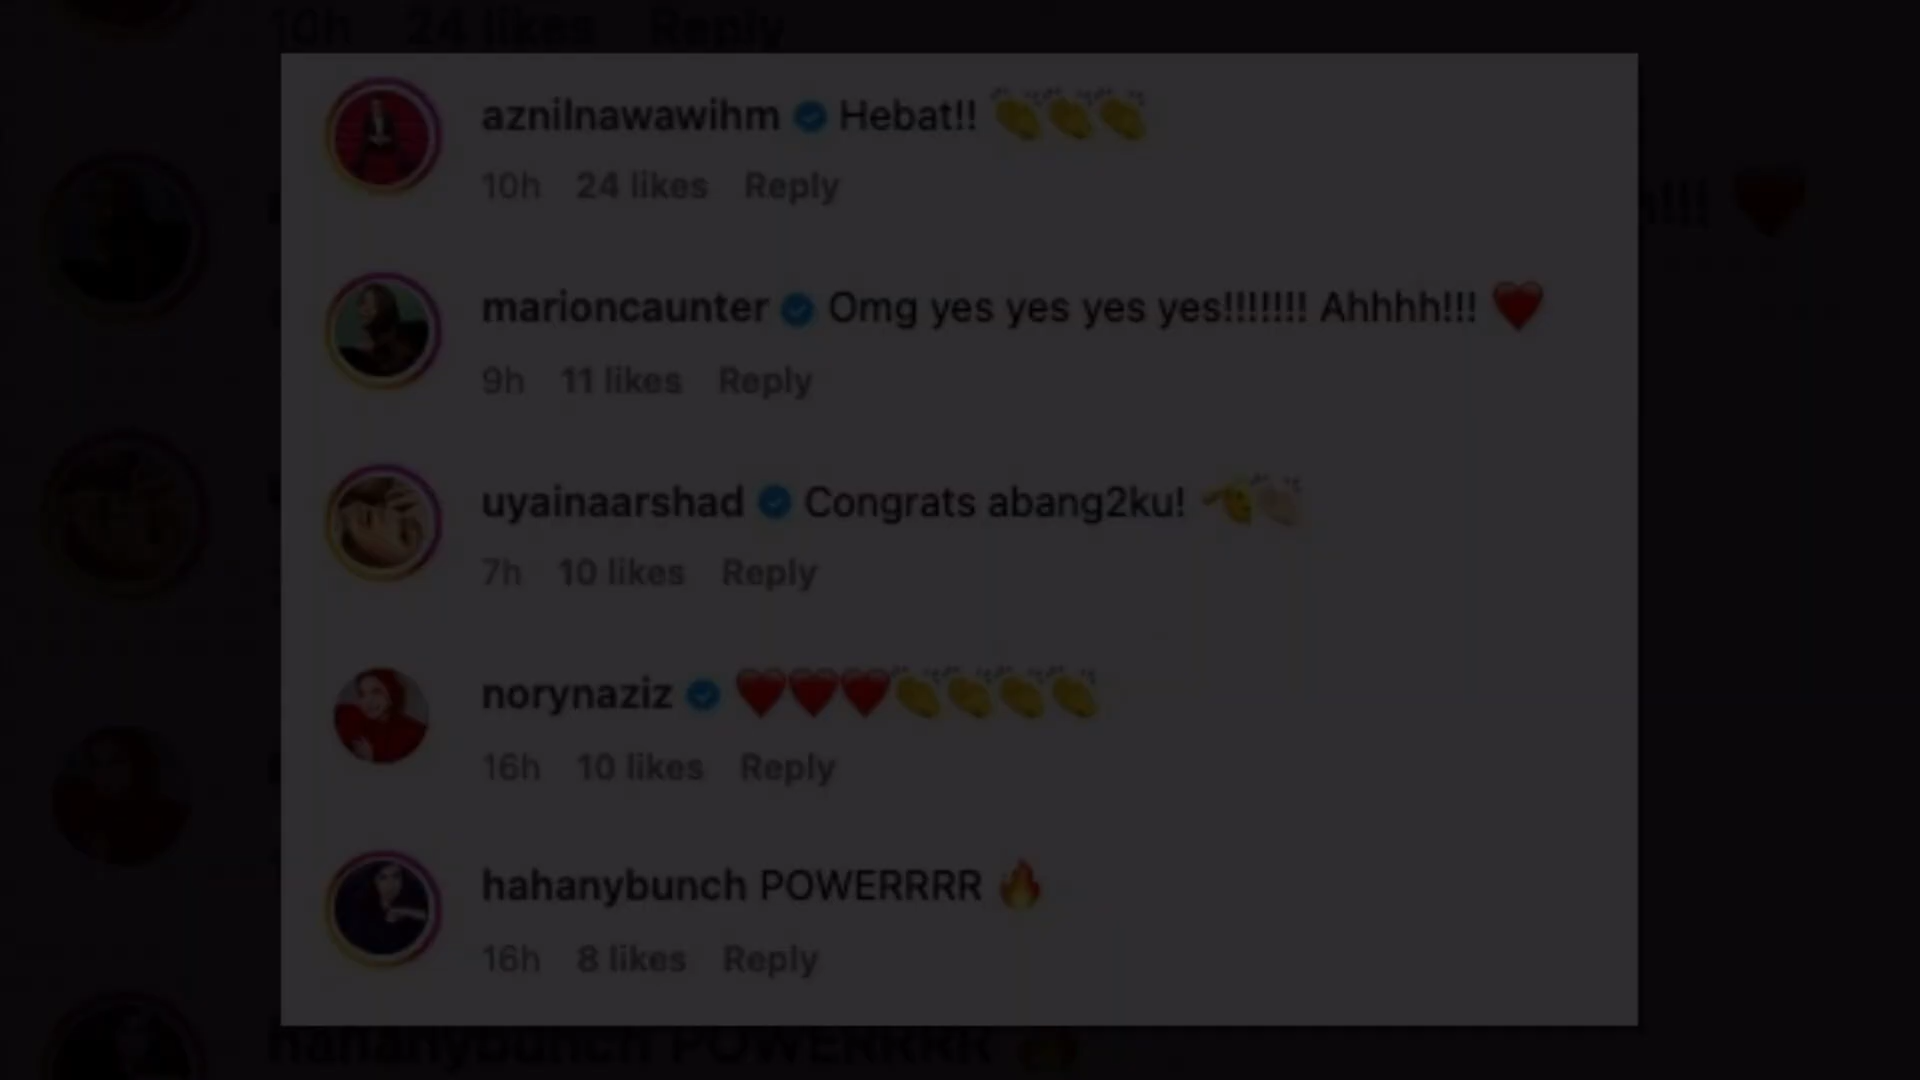 10h 24 likes Reply
aznilnawawihm Hebat!! 👏👏👏
10h 24 likes Reply
marioncaunter Omg yes yes yes yes!!!!!!! Ahhhh!!! ❤️
9h 11 likes Reply
uyainaarshad Congrats abang2ku! 🫡👏🏻
7h 10 likes Reply
norynaziz ❤️❤️❤️👏👏👏👏
16h 10 likes Reply
hahanybunch POWERRRR 🔥
16h 8 likes Reply
hahanybunch POWERRRR